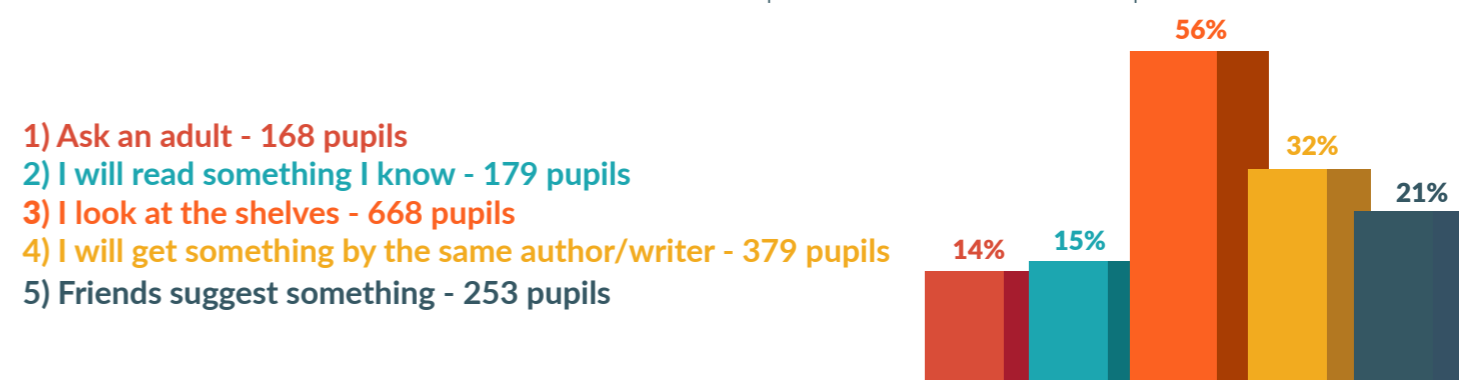 1) Ask an adult - 168 pupils
2) I will read something I know - 179 pupils
3) I look at the shelves - 668 pupils
4) I will get something by the same author/writer - 379 pupils
5) Friends suggest something - 253 pupils
14%
15%
56%
32%
21%